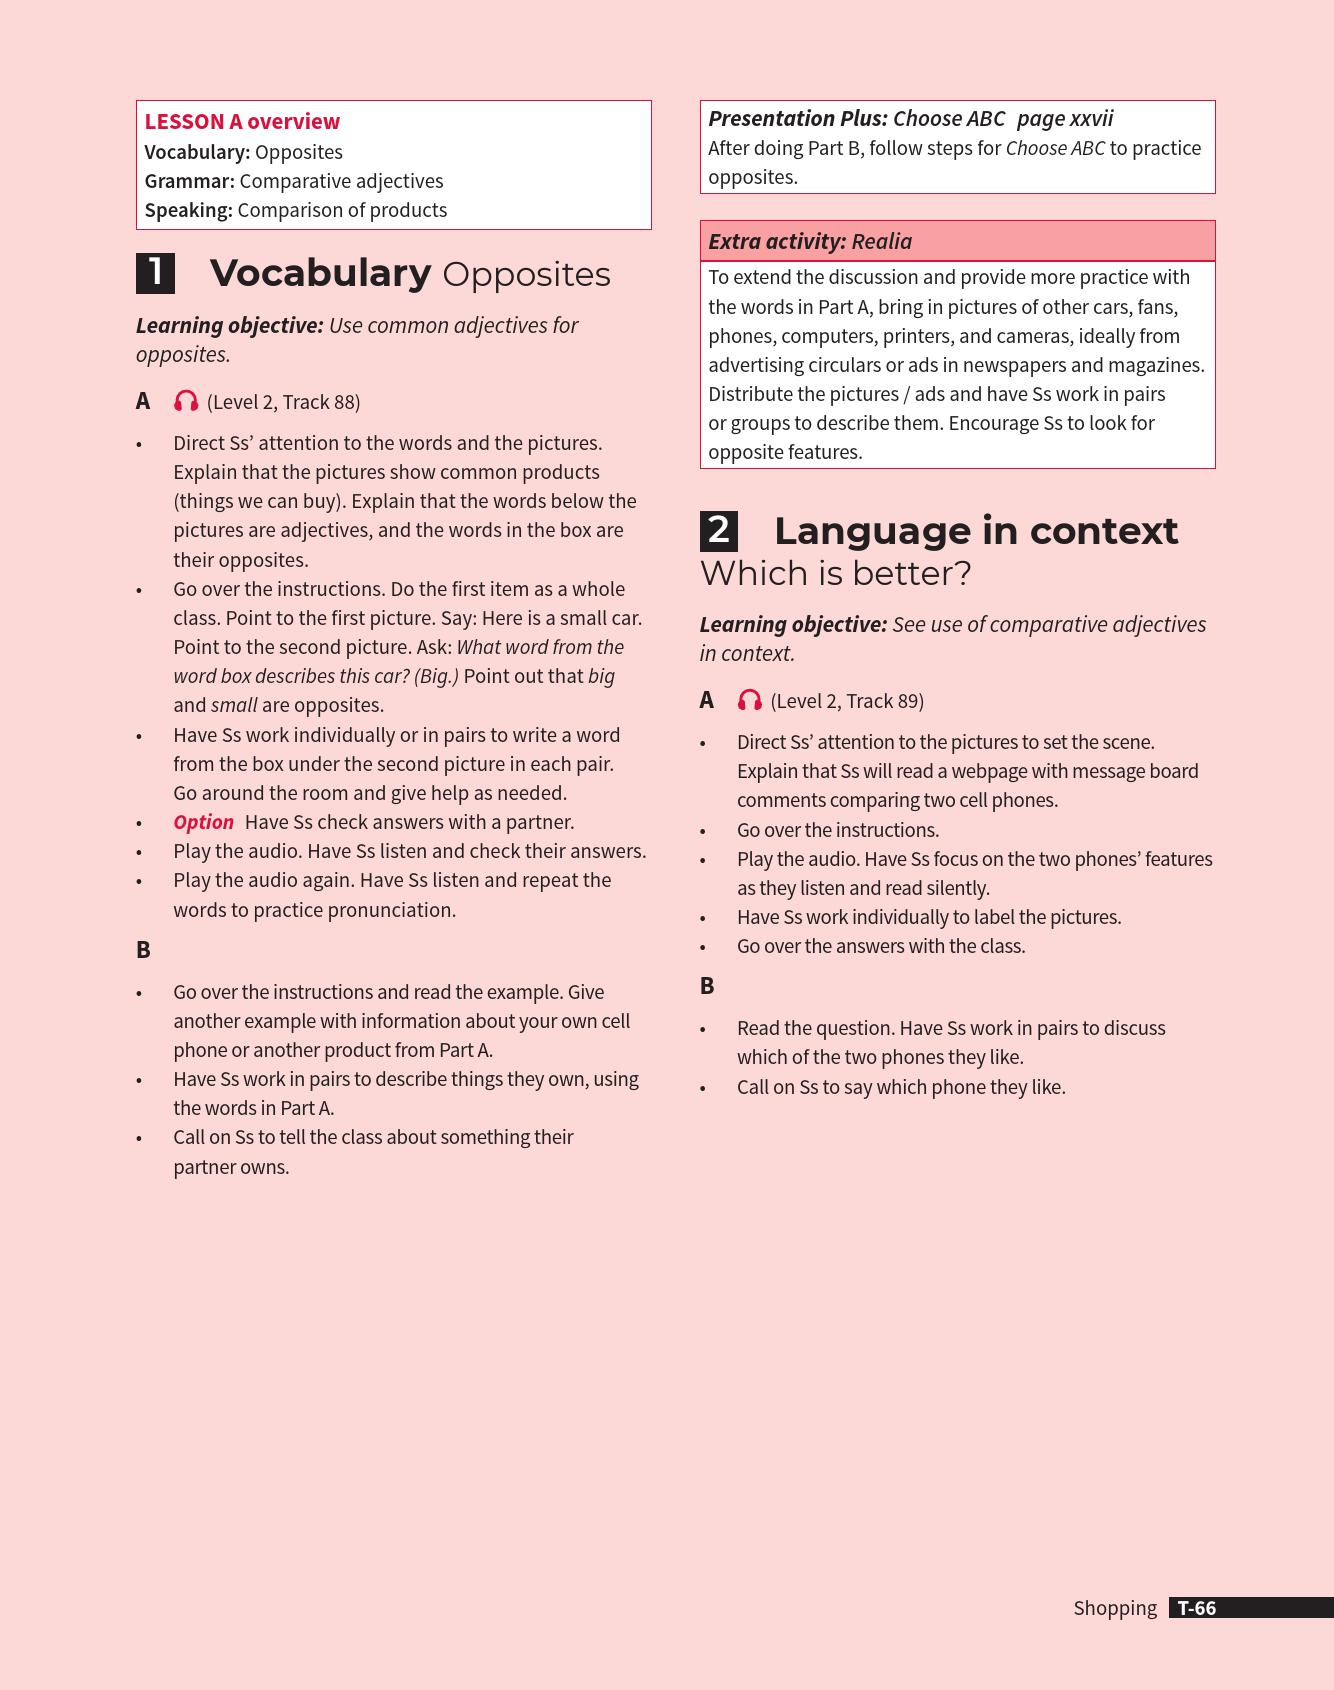 LESSON A overview
Vocabulary: Opposites
Grammar: Comparative adjectives
Speaking: Comparison of products
1 Vocabulary Opposites
Learning objective: Use common adjectives for
opposites.
A (Level 2, Track 88)
• Direct Ss’ attention to the words and the pictures.
Explain that the pictures show common products
(things we can buy). Explain that the words below the
pictures are adjectives, and the words in the box are
their opposites.
• Go over the instructions. Do the first item as a whole
class. Point to the first picture. Say: Here is a small car.
Point to the second picture. Ask: What word from the
word box describes this car? (Big.) Point out that big
and small are opposites.
• Have Ss work individually or in pairs to write a word
from the box under the second picture in each pair.
Go around the room and give help as needed.
• Option Have Ss check answers with a partner.
• Play the audio. Have Ss listen and check their answers.
• Play the audio again. Have Ss listen and repeat the
words to practice pronunciation.
B
• Go over the instructions and read the example. Give
another example with information about your own cell
phone or another product from Part A.
• Have Ss work in pairs to describe things they own, using
the words in Part A.
• Call on Ss to tell the class about something their
partner owns.
Presentation Plus: Choose ABC page xxvii
After doing Part B, follow steps for Choose ABC to practice
opposites.
Extra activity: Realia
To extend the discussion and provide more practice with
the words in Part A, bring in pictures of other cars, fans,
phones, computers, printers, and cameras, ideally from
advertising circulars or ads in newspapers and magazines.
Distribute the pictures / ads and have Ss work in pairs
or groups to describe them. Encourage Ss to look for
opposite features.
2 Language in context
Which is better?
Learning objective: See use of comparative adjectives
in context.
A (Level 2, Track 89)
• Direct Ss’ attention to the pictures to set the scene.
Explain that Ss will read a webpage with message board
comments comparing two cell phones.
• Go over the instructions.
• Play the audio. Have Ss focus on the two phones’ features
as they listen and read silently.
• Have Ss work individually to label the pictures.
• Go over the answers with the class.
B
• Read the question. Have Ss work in pairs to discuss
which of the two phones they like.
• Call on Ss to say which phone they like.
Shopping T-66